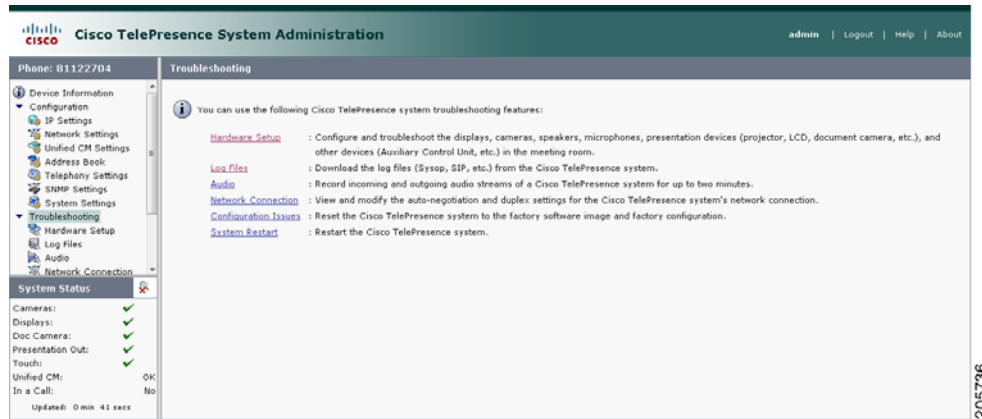 CISCO
Cisco TelePresence System Administration
admin | Logout | Help | About
Phone: 81122704
Troubleshooting
Device Information
Configuration
IP Settings
Network Settings
Unified CM Settings
Address Book
Telephony Settings
SNMP Settings
System Settings
Troubleshooting
Hardware Setup
Log Files
Audio
Network Connection
System Status
Cameras:
Displays:
Doc Camera:
Presentation Out:
Touch:
Unified CM: OK
In a Call: No
Updated: 0 min 41 secs
You can use the following Cisco TelePresence system troubleshooting features:
Hardware Setup : Configure and troubleshoot the displays, cameras, speakers, microphones, presentation devices (projector, LCD, document camera, etc.), and
other devices (Auxiliary Control Unit, etc.) in the meeting room.
Log Files : Download the log files (Sysop, SIP, etc.) from the Cisco TelePresence system.
Audio : Record incoming and outgoing audio streams of a Cisco TelePresence system for up to two minutes.
Network Connection : View and modify the auto-negotiation and duplex settings for the Cisco TelePresence system's network connection.
Configuration Issues : Reset the Cisco TelePresence system to the factory software image and factory configuration.
System Restart : Restart the Cisco TelePresence system.
205736